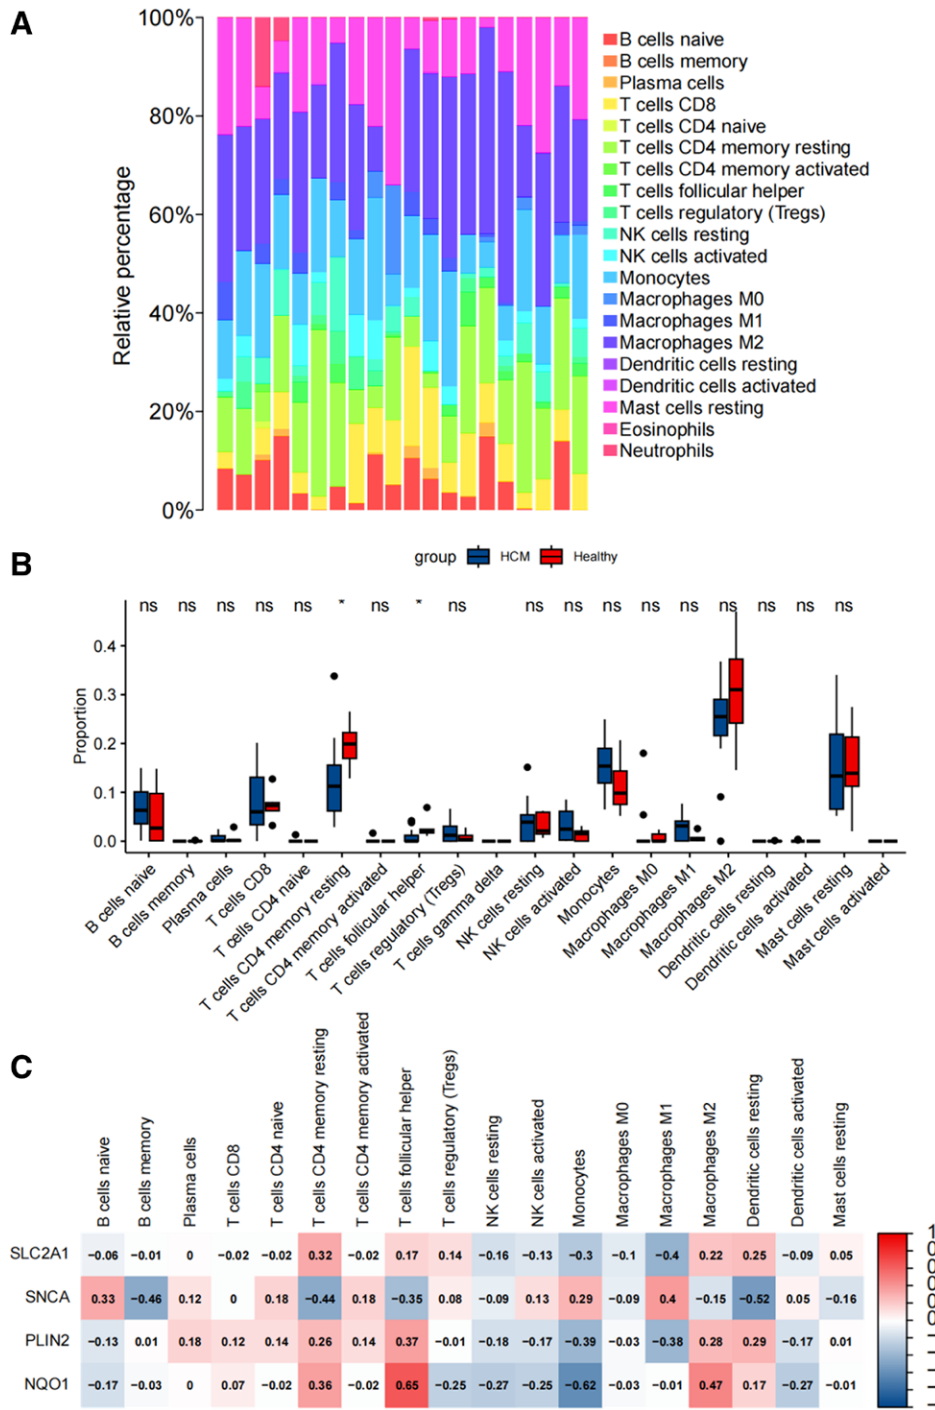 A
100%
80%
60%
40%
20%
0%
Relative percentage
B cells naive
B cells memory
Plasma cells
T cells CD8
T cells CD4 naive
T cells CD4 memory resting
T cells CD4 memory activated
T cells follicular helper
T cells regulatory (Tregs)
NK cells resting
NK cells activated
Monocytes
Macrophages M0
Macrophages M1
Macrophages M2
Dendritic cells resting
Dendritic cells activated
Mast cells resting
Eosinophils
Neutrophils
B
group HCM Healthy
ns ns ns ns ns * ns * ns ns ns ns ns ns ns ns ns ns
0.4
0.3
0.2
0.1
0.0
Proportion
B cells naive
B cells memory
Plasma cells
T cells CD8
T cells CD4 naive
T cells CD4 memory resting
T cells CD4 memory activated
T cells follicular helper
T cells regulatory (Tregs)
T cells gamma delta
NK cells resting
NK cells activated
Monocytes
Macrophages M0
Macrophages M1
Macrophages M2
Dendritic cells resting
Dendritic cells activated
Mast cells resting
Mast cells activated
C
B cells naive
B cells memory
Plasma cells
T cells CD8
T cells CD4 naive
T cells CD4 memory resting
T cells CD4 memory activated
T cells follicular helper
T cells regulatory (Tregs)
NK cells resting
NK cells activated
Monocytes
Macrophages M0
Macrophages M1
Macrophages M2
Dendritic cells resting
Dendritic cells activated
Mast cells resting
SLC2A1 −0.06 −0.01 0 −0.02 −0.02 0.32 −0.02 0.17 0.14 −0.16 −0.13 −0.3 −0.1 −0.4 0.22 0.25 −0.09 0.05
SNCA 0.33 −0.46 0.12 0 0.18 −0.44 0.18 −0.35 0.08 −0.09 0.13 0.29 −0.09 0.4 −0.15 −0.52 0.05 −0.16
PLIN2 −0.13 0.01 0.18 0.12 0.14 0.26 0.14 0.37 −0.01 −0.18 −0.17 −0.39 −0.03 −0.38 0.28 0.29 −0.17 0.01
NQO1 −0.17 −0.03 0 0.07 −0.02 0.36 −0.02 0.65 −0.25 −0.27 −0.25 −0.62 −0.03 −0.01 0.47 0.17 −0.27 −0.01
1